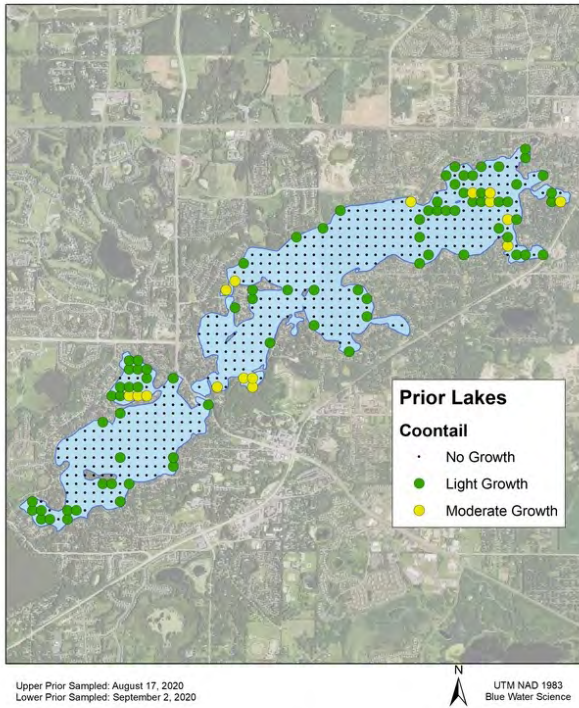 Prior Lakes
Coontail
No Growth
Light Growth
Moderate Growth
Upper Prior Sampled: August 17, 2020
Lower Prior Sampled: September 2, 2020
N
UTM NAD 1983
Blue Water Science